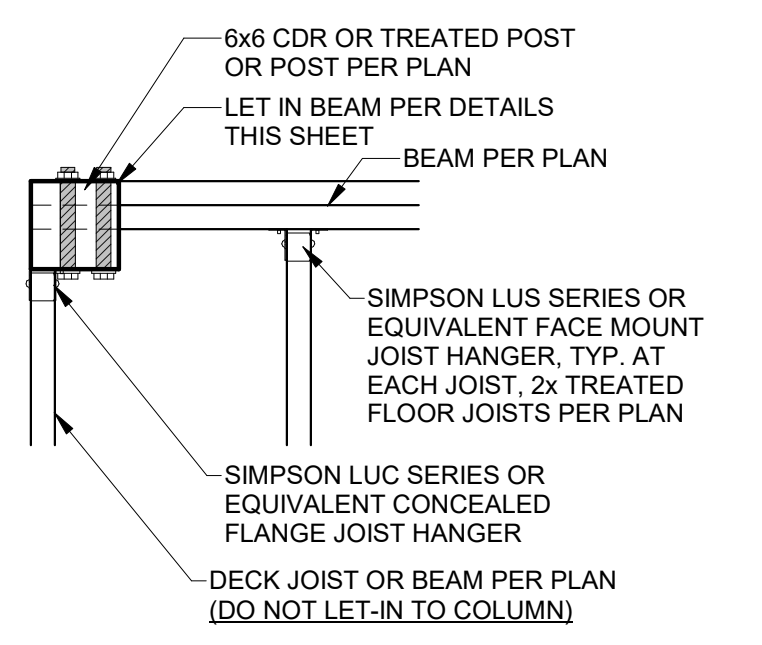 6x6 CDR OR TREATED POST
OR POST PER PLAN
LET IN BEAM PER DETAILS
THIS SHEET
BEAM PER PLAN
SIMPSON LUS SERIES OR
EQUIVALENT FACE MOUNT
JOIST HANGER, TYP. AT
EACH JOIST, 2x TREATED
FLOOR JOISTS PER PLAN
SIMPSON LUC SERIES OR
EQUIVALENT CONCEALED
FLANGE JOIST HANGER
DECK JOIST OR BEAM PER PLAN
(DO NOT LET-IN TO COLUMN)